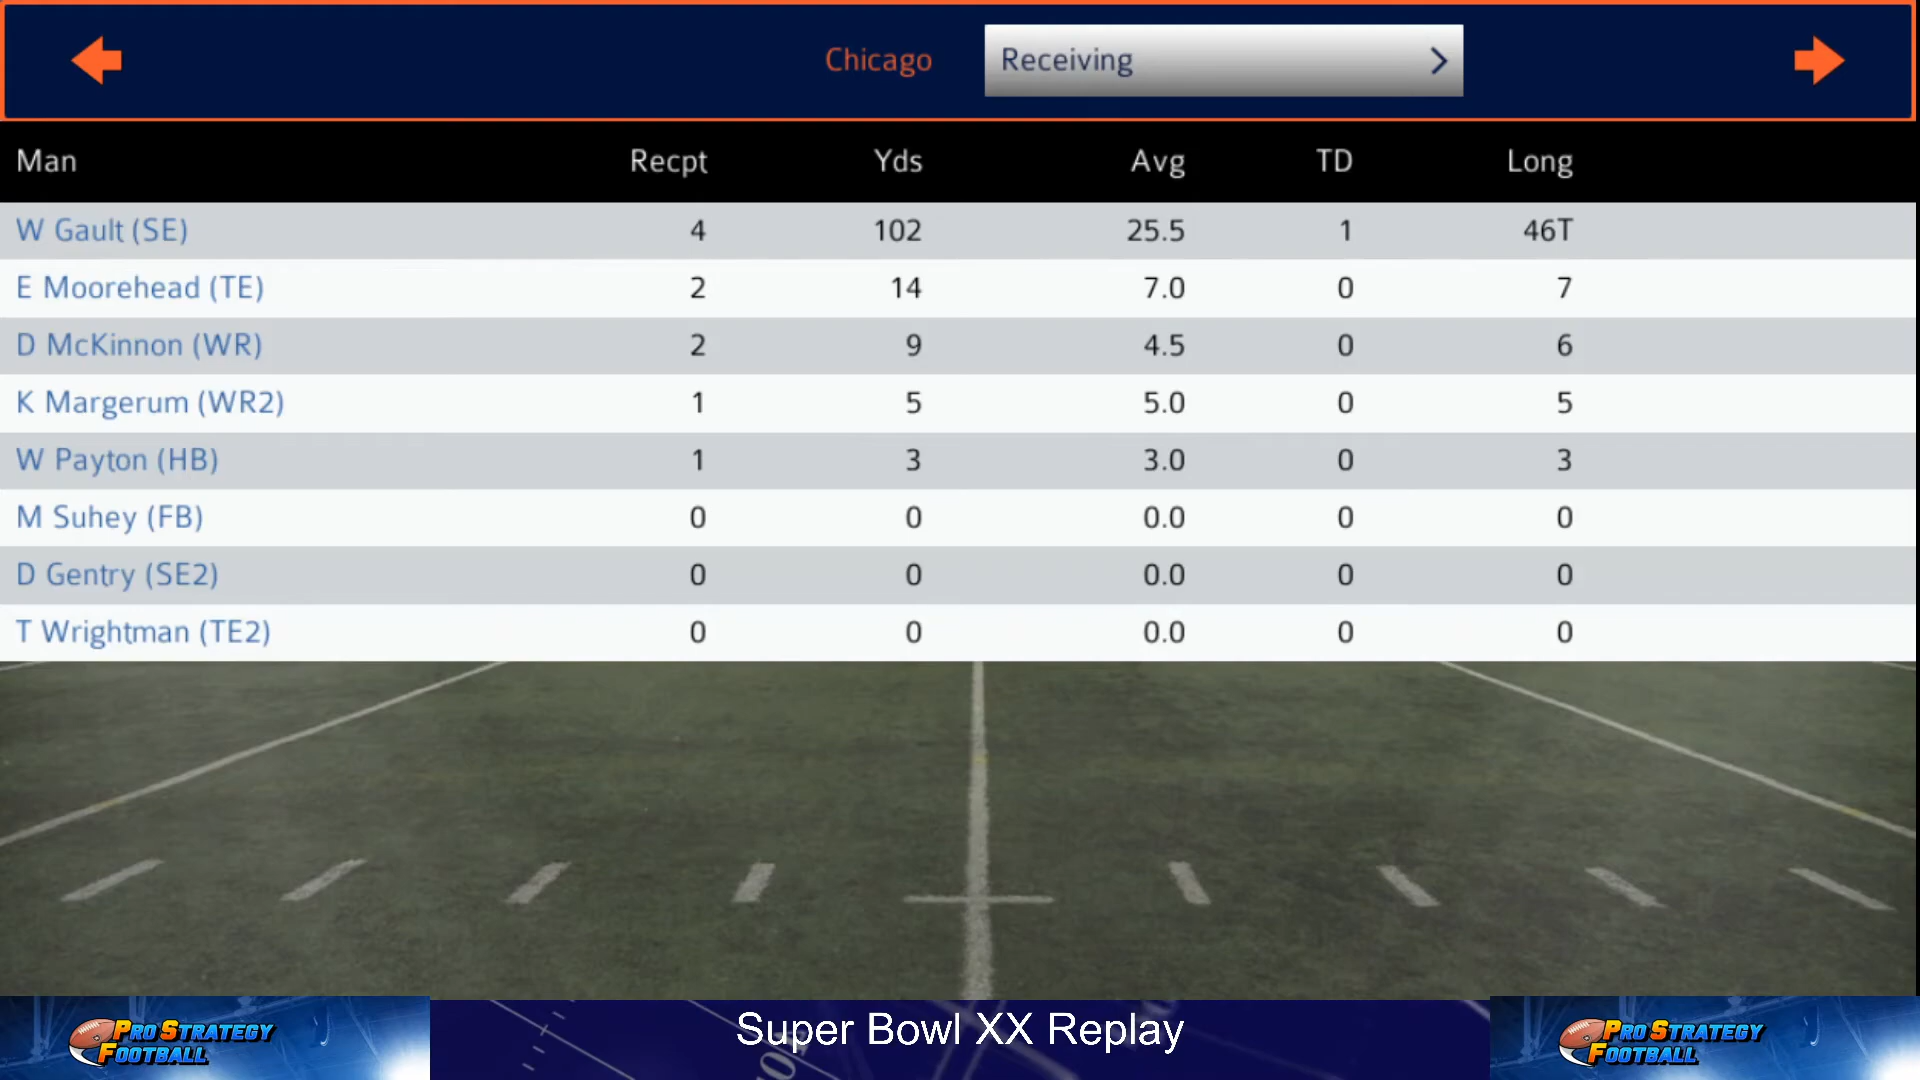 Chicago Receiving
Man Recpt Yds Avg TD Long
W Gault (SE) 4 102 25.5 1 46T
E Moorehead (TE) 2 14 7.0 0 7
D McKinnon (WR) 2 9 4.5 0 6
K Margerum (WR2) 1 5 5.0 0 5
W Payton (HB) 1 3 3.0 0 3
M Suhey (FB) 0 0 0.0 0 0
D Gentry (SE2) 0 0 0.0 0 0
T Wrightman (TE2) 0 0 0.0 0 0
PRO STRATEGY
FOOTBALL
Super Bowl XX Replay
PRO STRATEGY
FOOTBALL